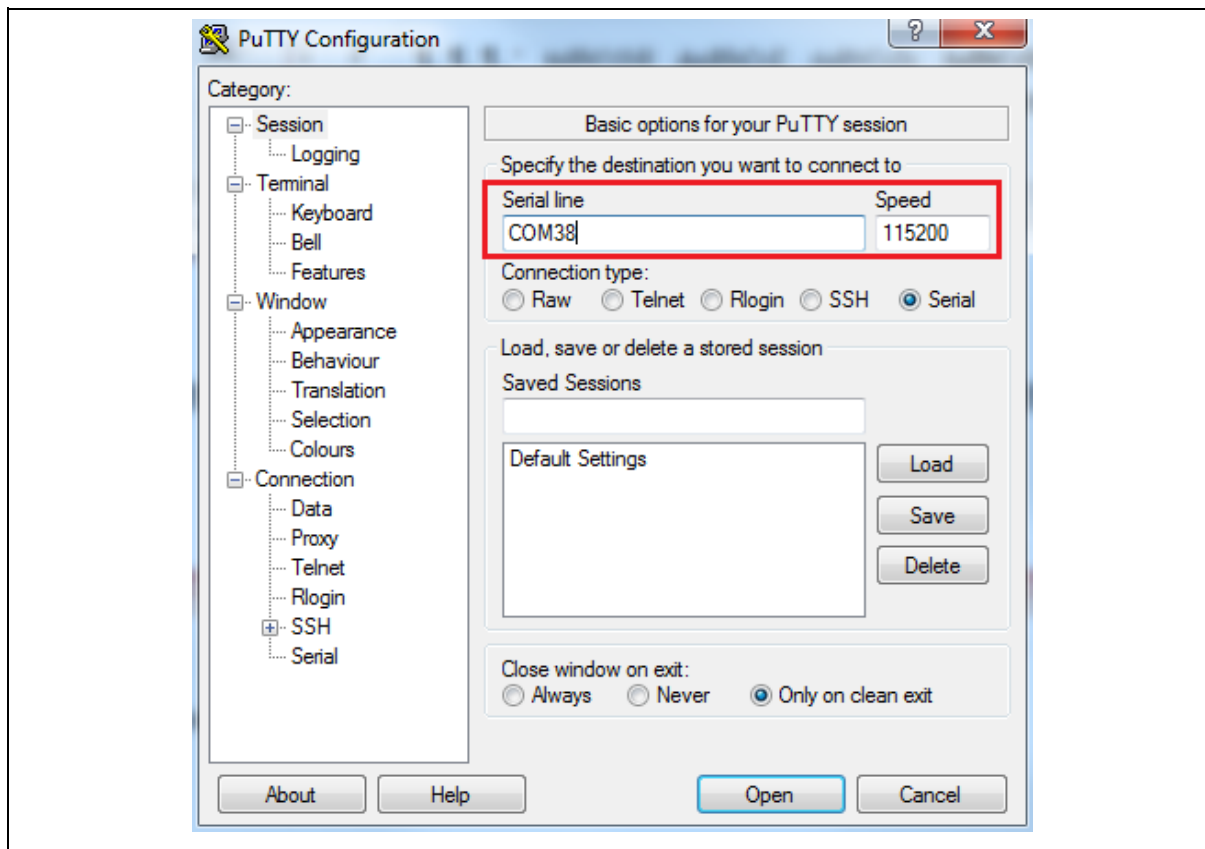 PuTTY Configuration
Category:
Session
Logging
Terminal
Keyboard
Bell
Features
Window
Appearance
Behaviour
Translation
Selection
Colours
Connection
Data
Proxy
Telnet
Rlogin
SSH
Serial
Basic options for your PuTTY session
Specify the destination you want to connect to
Serial line Speed
COM38 115200
Connection type:
Raw Telnet Rlogin SSH Serial
Load, save or delete a stored session
Saved Sessions
Default Settings
Load
Save
Delete
Close window on exit:
Always Never Only on clean exit
About Help Open Cancel